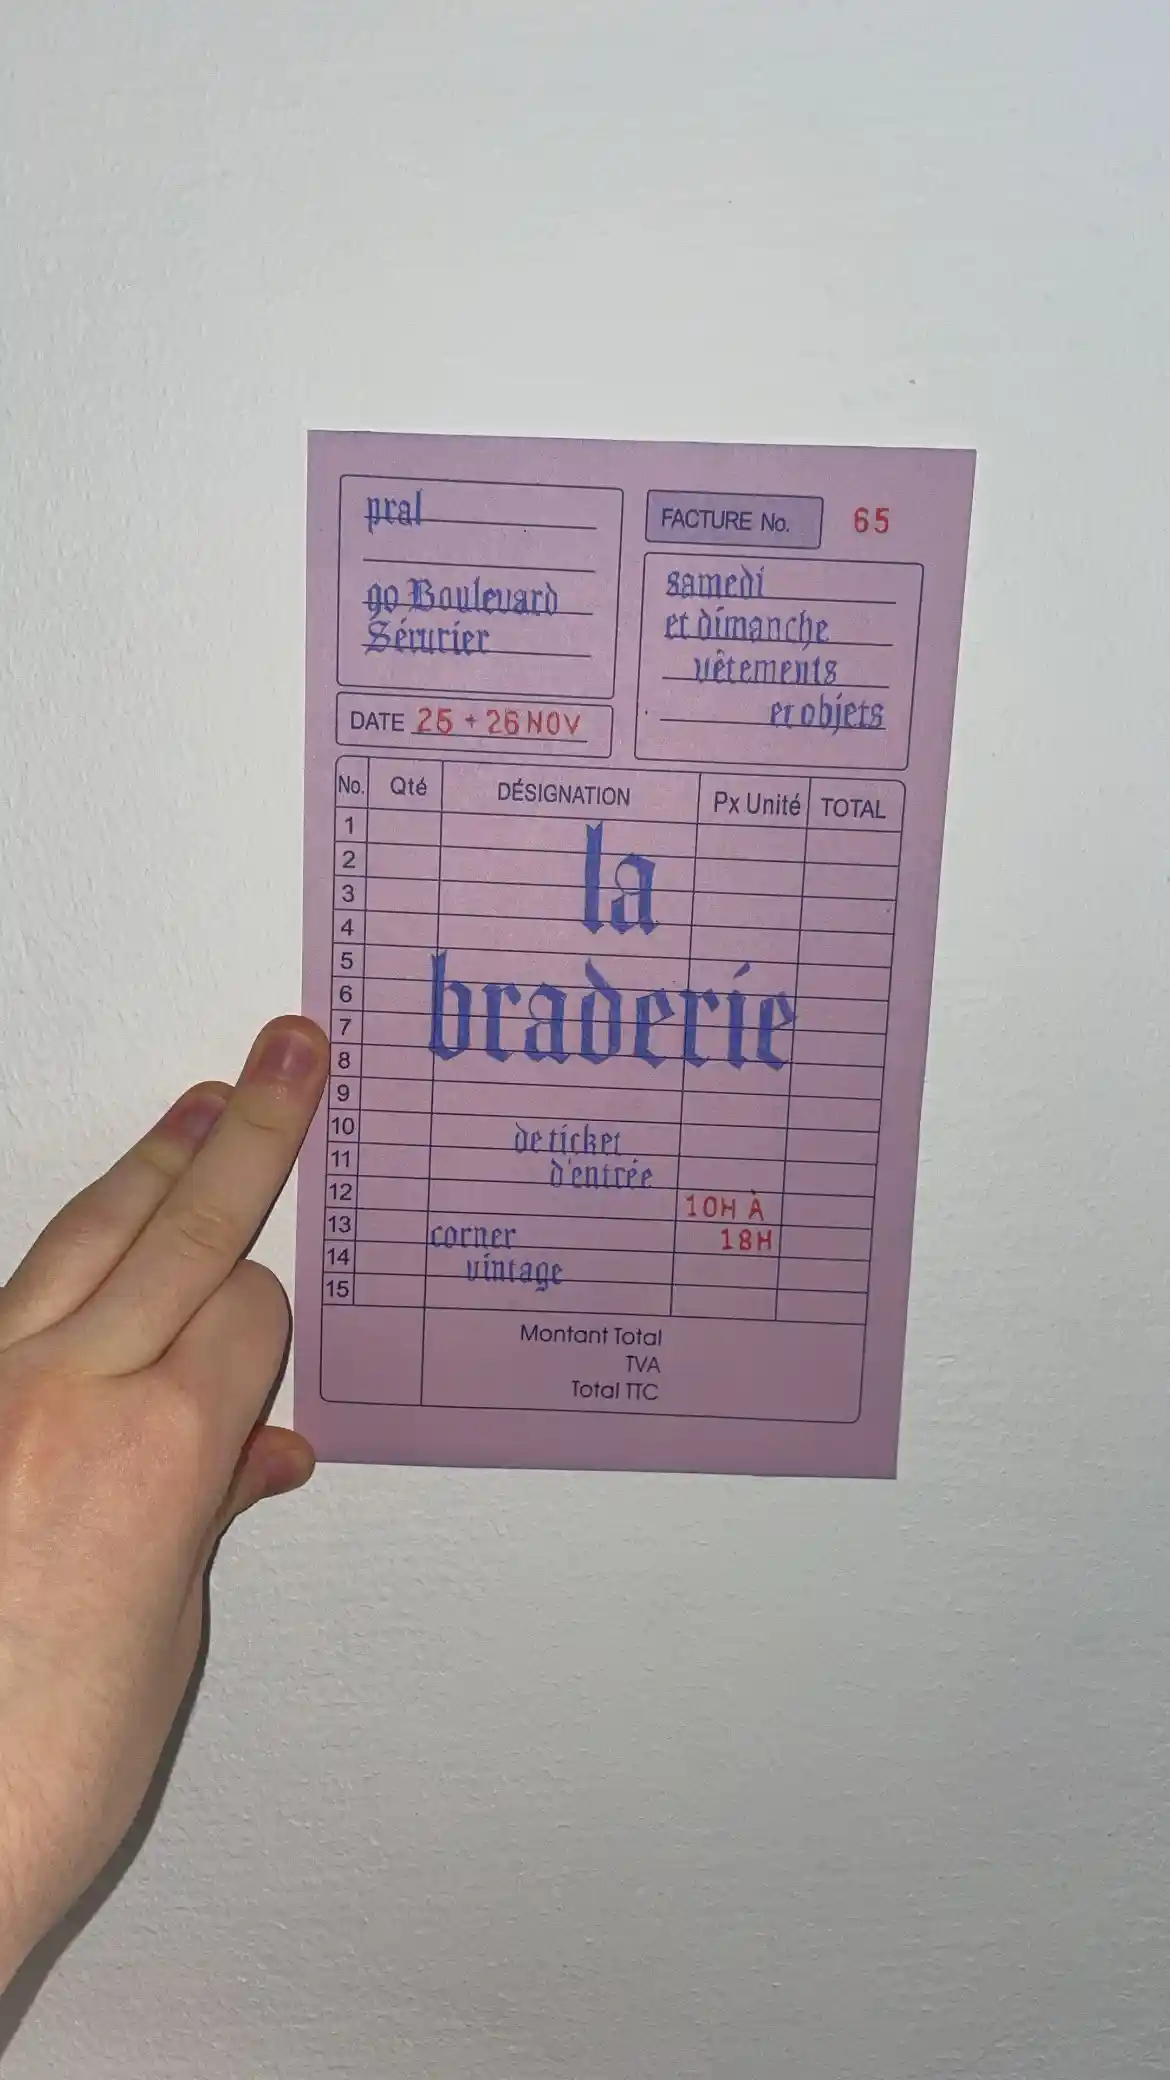 pral
90 Boulevard
Sérurier
FACTURE No. 65
samedi
et dimanche
vêtements
et objets
DATE 25 + 26 NOV
No. Qté DÉSIGNATION Px Unité TOTAL
1
2
3
4
5
6
7
8
9
10
11
12
13
14
15
la
braderie
de ticket
d'entrée
10H À
18H
corner
vintage
Montant Total
TVA
Total TTC